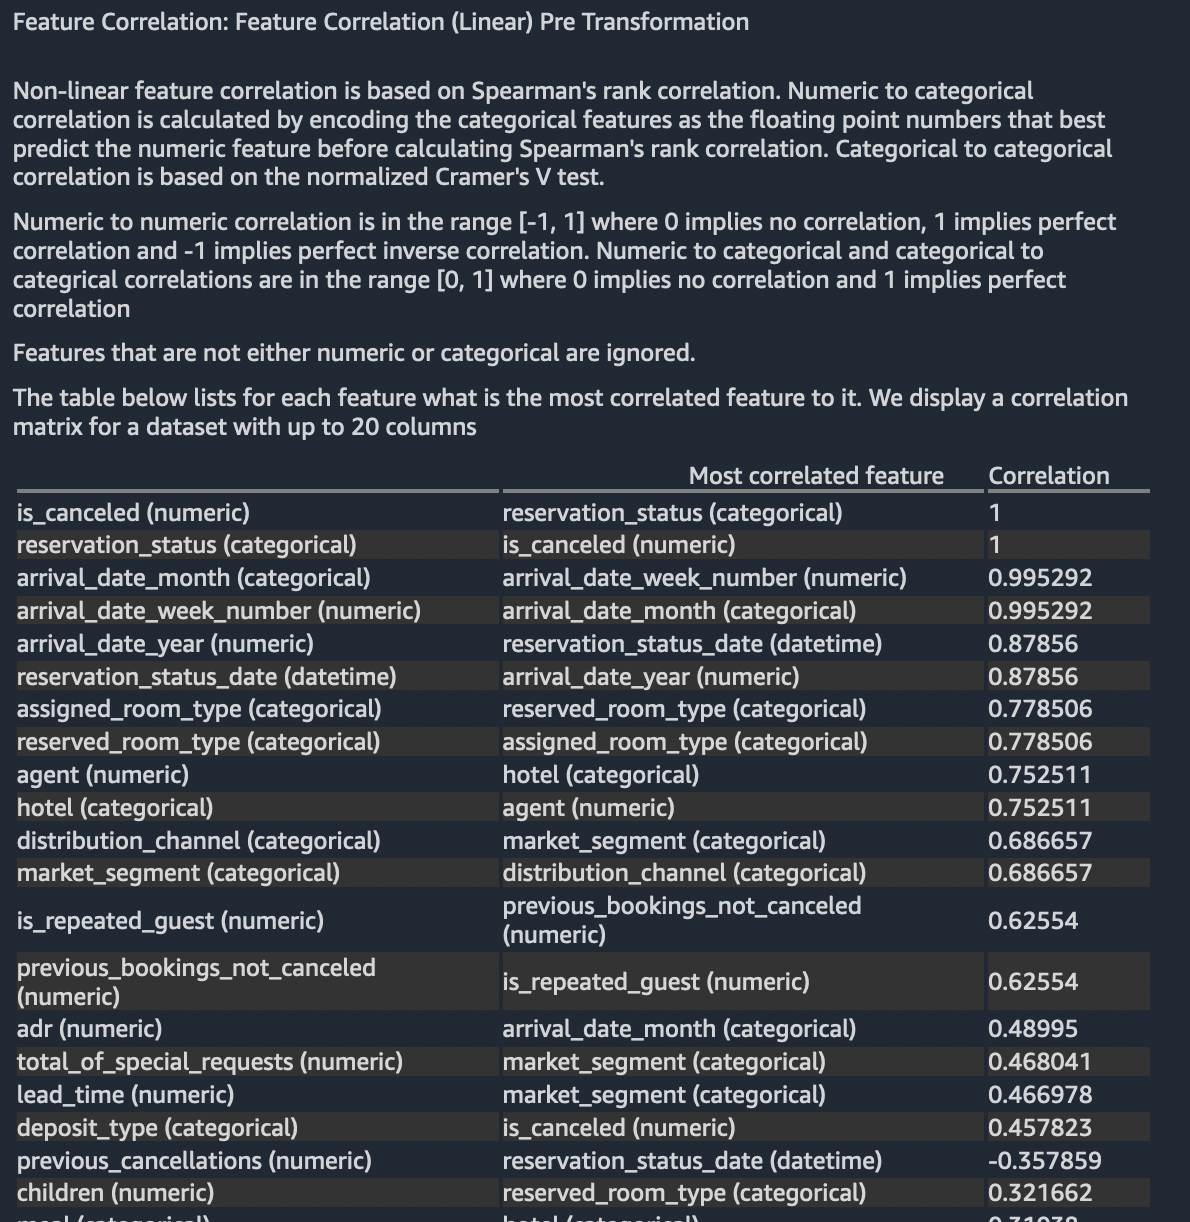 Feature Correlation: Feature Correlation (Linear) Pre Transformation
Non-linear feature correlation is based on Spearman's rank correlation. Numeric to categorical
correlation is calculated by encoding the categorical features as the floating point numbers that best
predict the numeric feature before calculating Spearman's rank correlation. Categorical to categorical
correlation is based on the normalized Cramer's V test.
Numeric to numeric correlation is in the range [-1, 1] where 0 implies no correlation, 1 implies perfect
correlation and -1 implies perfect inverse correlation. Numeric to categorical and categorical to
categrical correlations are in the range [0, 1] where 0 implies no correlation and 1 implies perfect
correlation
Features that are not either numeric or categorical are ignored.
The table below lists for each feature what is the most correlated feature to it. We display a correlation
matrix for a dataset with up to 20 columns
Most correlated feature Correlation
is_canceled (numeric) reservation_status (categorical) 1
reservation_status (categorical) is_canceled (numeric) 1
arrival_date_month (categorical) arrival_date_week_number (numeric) 0.995292
arrival_date_week_number (numeric) arrival_date_month (categorical) 0.995292
arrival_date_year (numeric) reservation_status_date (datetime) 0.87856
reservation_status_date (datetime) arrival_date_year (numeric) 0.87856
assigned_room_type (categorical) reserved_room_type (categorical) 0.778506
reserved_room_type (categorical) assigned_room_type (categorical) 0.778506
agent (numeric) hotel (categorical) 0.752511
hotel (categorical) agent (numeric) 0.752511
distribution_channel (categorical) market_segment (categorical) 0.686657
market_segment (categorical) distribution_channel (categorical) 0.686657
is_repeated_guest (numeric) previous_bookings_not_canceled (numeric) 0.62554
previous_bookings_not_canceled (numeric) is_repeated_guest (numeric) 0.62554
adr (numeric) arrival_date_month (categorical) 0.48995
total_of_special_requests (numeric) market_segment (categorical) 0.468041
lead_time (numeric) market_segment (categorical) 0.466978
deposit_type (categorical) is_canceled (numeric) 0.457823
previous_cancellations (numeric) reservation_status_date (datetime) -0.357859
children (numeric) reserved_room_type (categorical) 0.321662